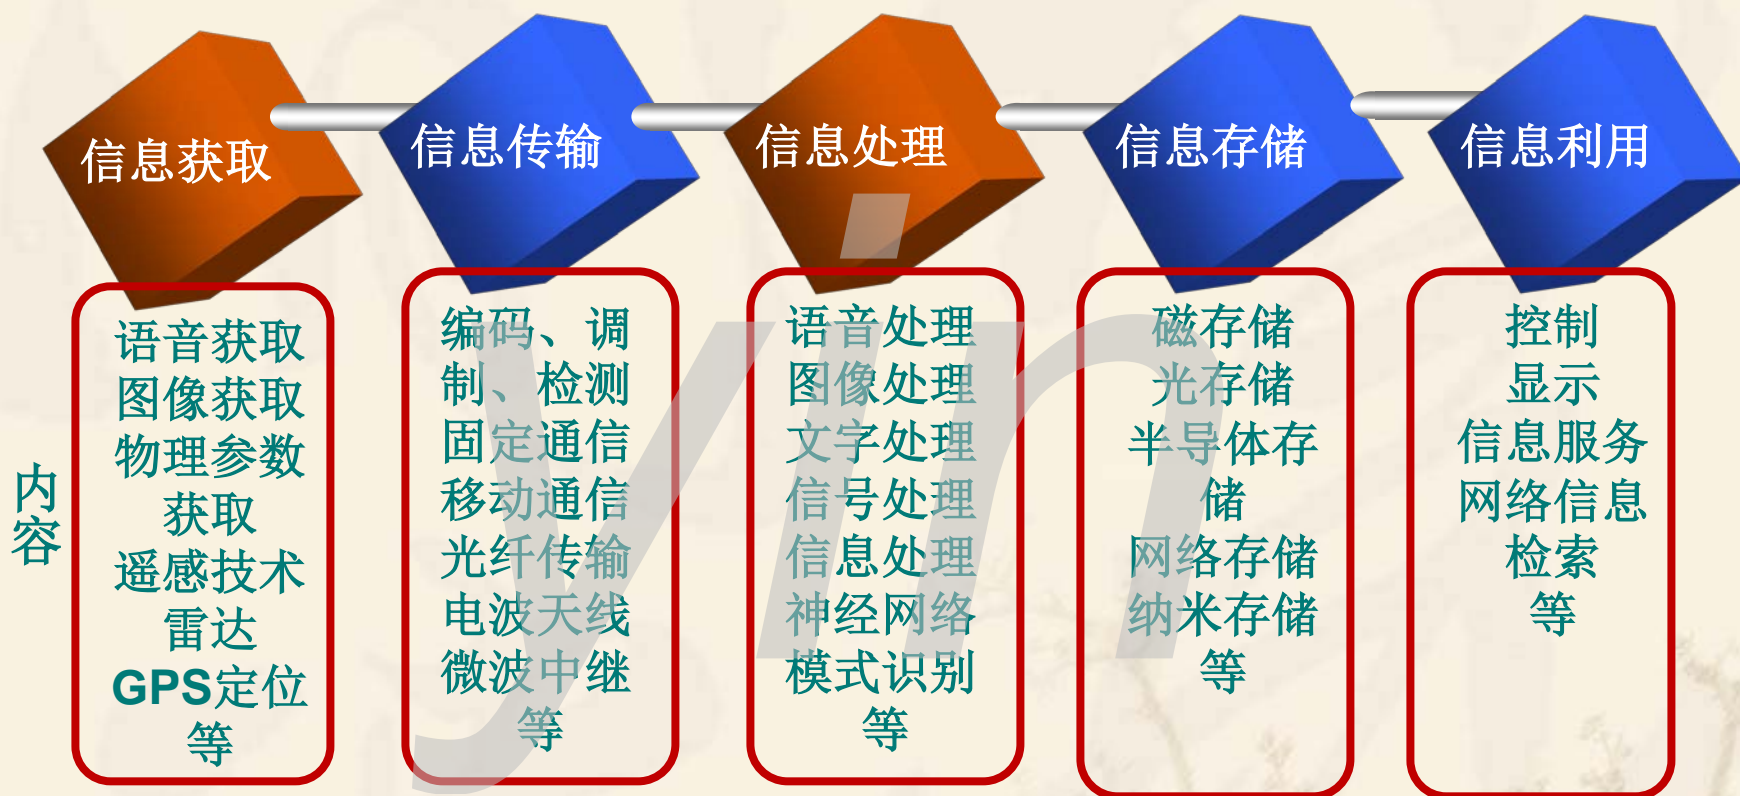 信息获取
信息传输
信息处理
信息存储
信息利用
内容
语音获取
图像获取
物理参数
获取
遥感技术
雷达
GPS定位
等
编码、调
制、检测
固定通信
移动通信
光纤传输
电波天线
微波中继
等
语音处理
图像处理
文字处理
信号处理
信息处理
神经网络
模式识别
等
磁存储
光存储
半导体存
储
网络存储
纳米存储
等
控制
显示
信息服务
网络信息
检索
等
yin